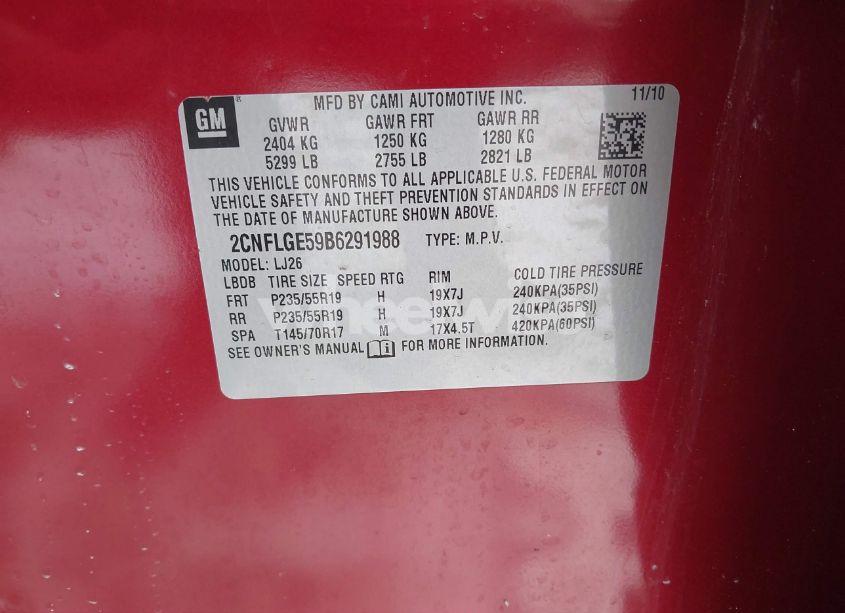 GM
MFD BY CAMI AUTOMOTIVE INC. 11/10
GVWR GAWR FRT GAWR RR
2404 KG 1250 KG 1280 KG
5299 LB 2755 LB 2821 LB
THIS VEHICLE CONFORMS TO ALL APPLICABLE U.S. FEDERAL MOTOR
VEHICLE SAFETY AND THEFT PREVENTION STANDARDS IN EFFECT ON
THE DATE OF MANUFACTURE SHOWN ABOVE.
2CNFLGE59B6291988 TYPE: M.P.V.
MODEL: LJ26
LBDB TIRE SIZE SPEED RTG RIM COLD TIRE PRESSURE
FRT P235/55R19 H 19X7J 240KPA(35PSI)
RR P235/55R19 H 19X7J 240KPA(35PSI)
SPA T145/70R17 M 17X4.5T 420KPA(60PSI)
SEE OWNER'S MANUAL FOR MORE INFORMATION.